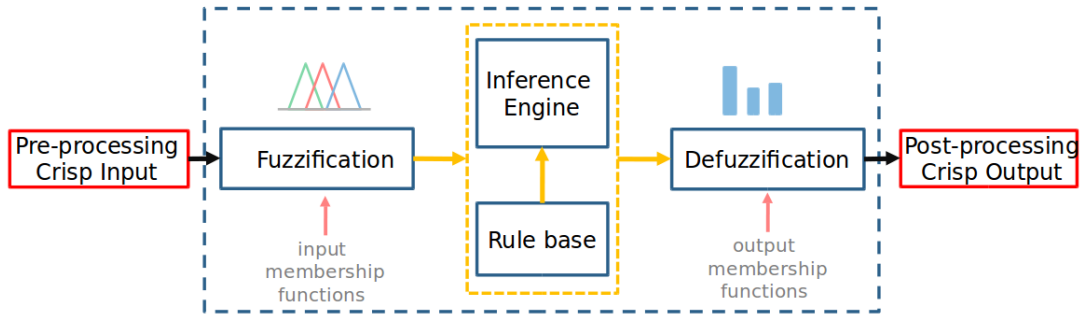 Pre-processing
Crisp Input
Fuzzification
input
membership
functions
Inference
Engine
Rule base
Defuzzification
output
membership
functions
Post-processing
Crisp Output